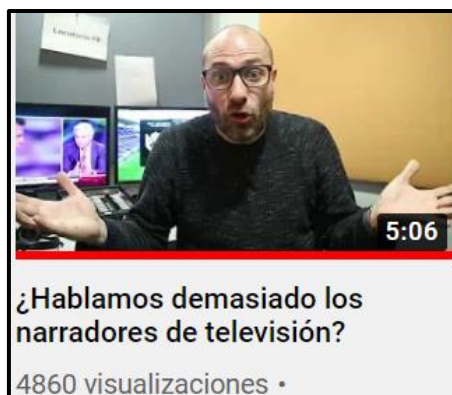 5:06
¿Hablamos demasiado los
narradores de televisión?
4860 visualizaciones •